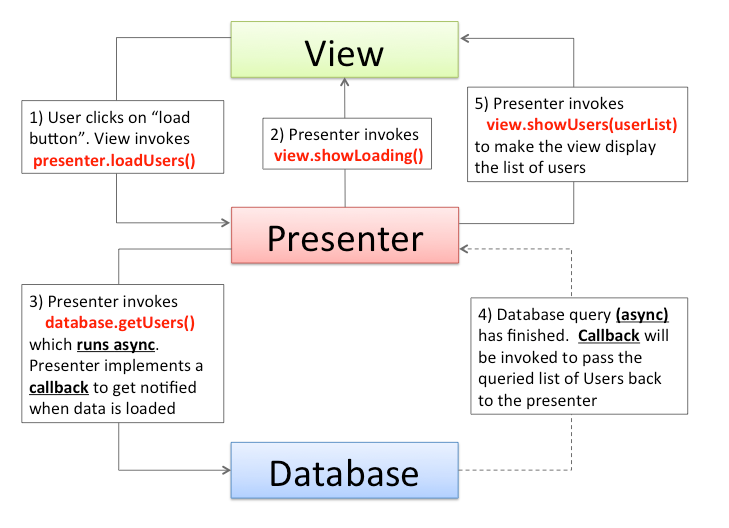 View
1) User clicks on “load
button”. View invokes
presenter.loadUsers()
2) Presenter invokes
view.showLoading()
5) Presenter invokes
view.showUsers(userList)
to make the view display
the list of users
Presenter
3) Presenter invokes
database.getUsers()
which runs async.
Presenter implements a
callback to get notified
when data is loaded
4) Database query (async)
has finished. Callback will
be invoked to pass the
queried list of Users back
to the presenter
Database